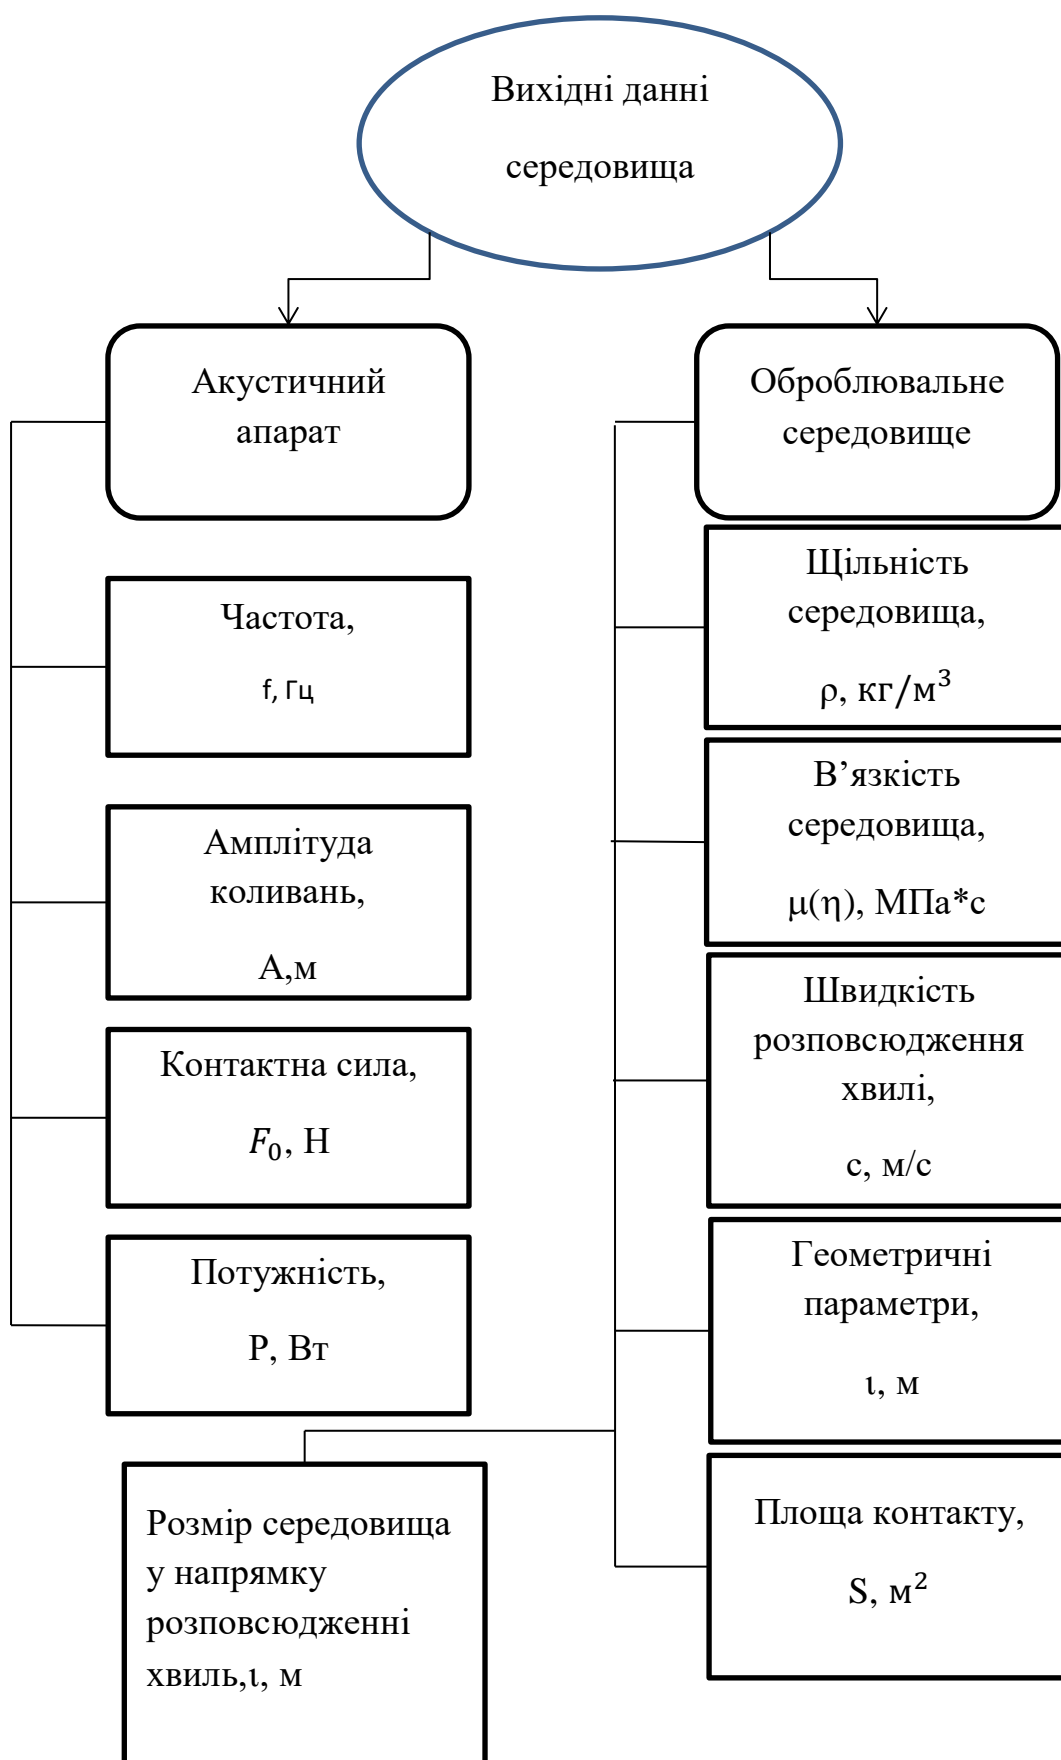 Вихідні данні
середовища
Акустичний
апарат
Частота,
f, Гц
Амплітуда
коливань,
А,м
Контактна сила,
F₀, Н
Потужність,
Р, Вт
Оброблювальне
середовище
Щільність
середовища,
ρ, кг/м³
В’язкість
середовища,
μ(η), МПа*с
Швидкість
розповсюдження
хвилі,
с, м/с
Геометричні
параметри,
ι, м
Площа контакту,
S, м²
Розмір середовища
у напрямку
розповсюдженні
хвиль,ι, м